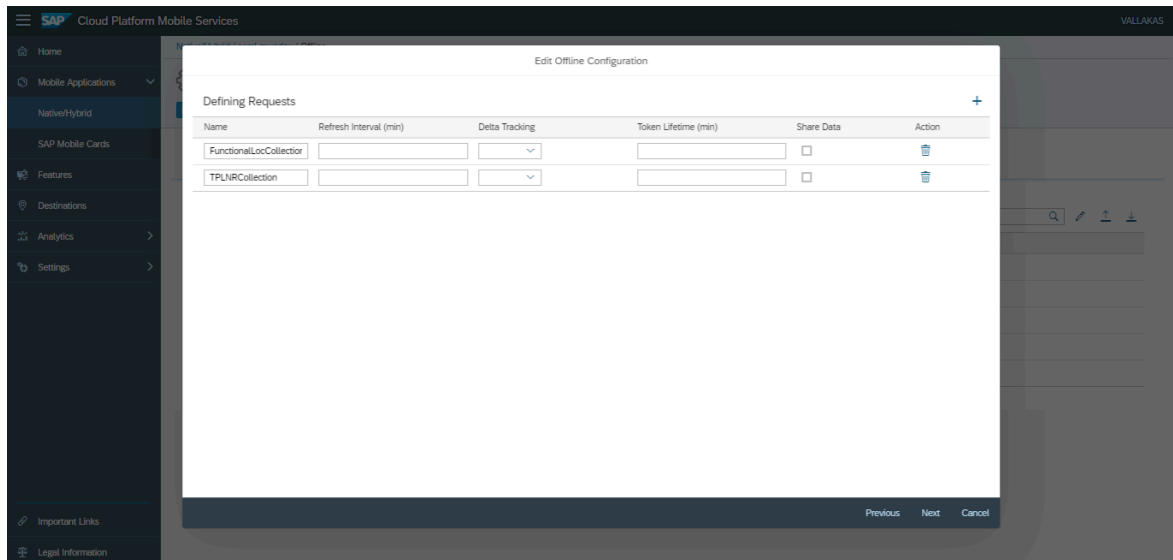 SAP Cloud Platform Mobile Services
VALLAKAS
Home
Mobile Applications
Native/Hybrid
SAP Mobile Cards
Features
Destinations
Analytics
Settings
Important Links
Legal Information
Edit Offline Configuration
Defining Requests
Name Refresh Interval (min) Delta Tracking Token Lifetime (min) Share Data Action
FunctionalLocCollection
TPLNRCollection
Previous Next Cancel